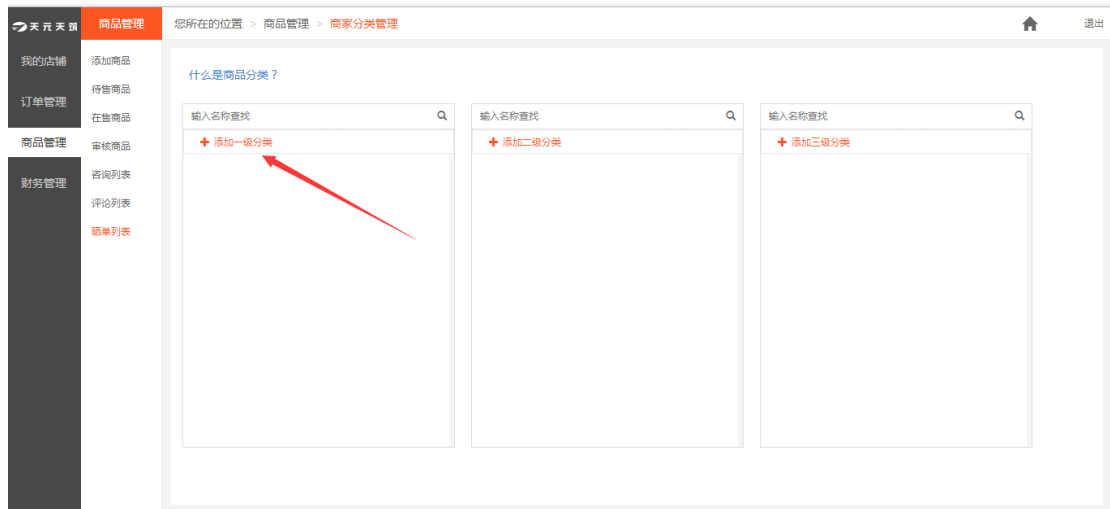 天元天筑
商品管理
您所在的位置 > 商品管理 > 商家分类管理
退出
我的店铺
订单管理
商品管理
财务管理
添加商品
待售商品
在售商品
审核商品
咨询列表
评论列表
晒单列表
什么是商品分类？
输入名称查找
添加一级分类
输入名称查找
添加二级分类
输入名称查找
添加三级分类